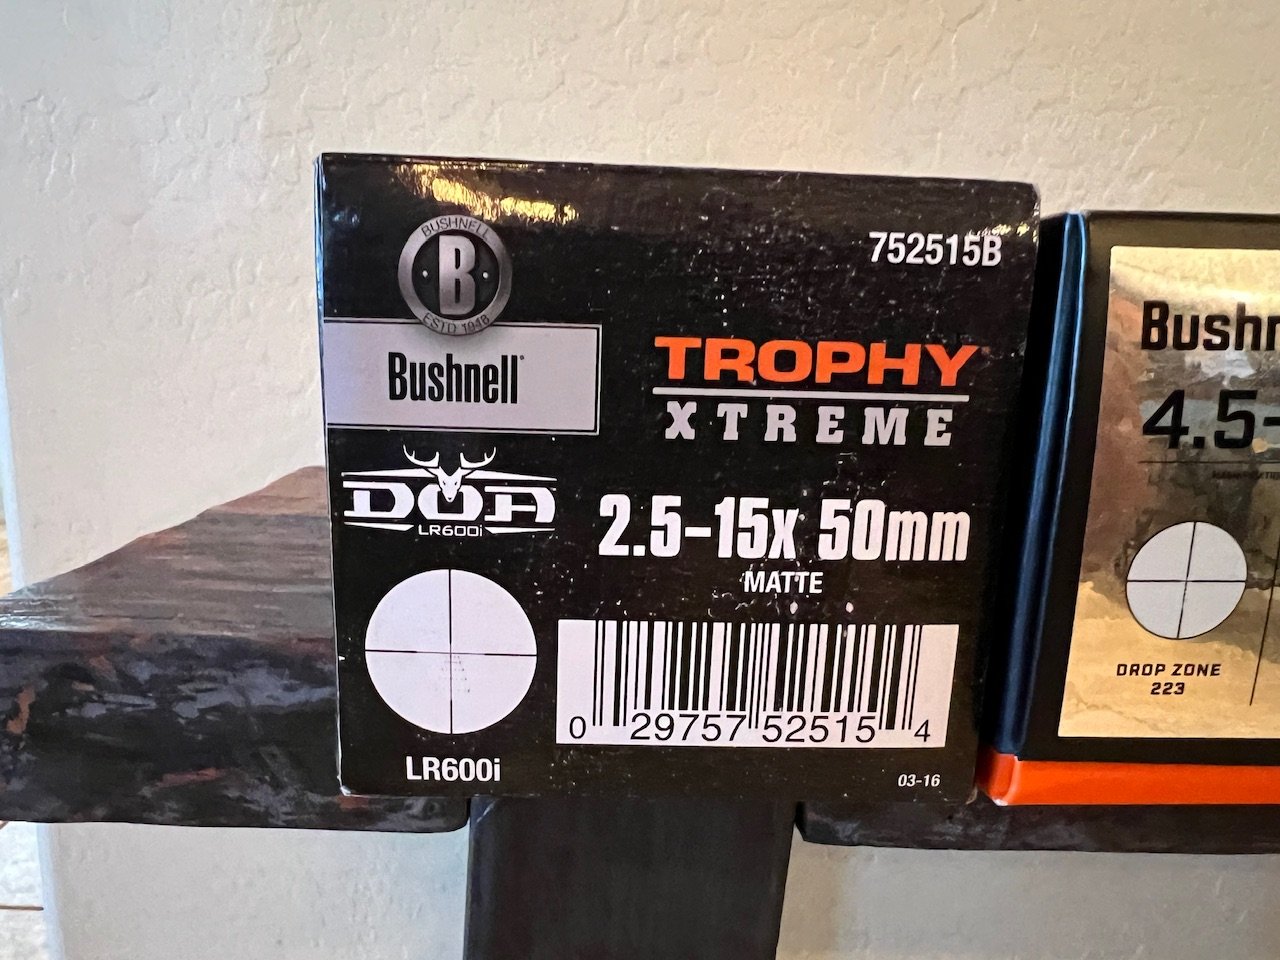 BUSHNELL
B
ESTD 1948
752515B
Bushnell®
TROPHY
XTREME
DOA
LR600i
2.5-15x 50mm
MATTE
0 29757 52515 4
LR600i
03-16
Bushn
4.5-
DROP ZONE
223